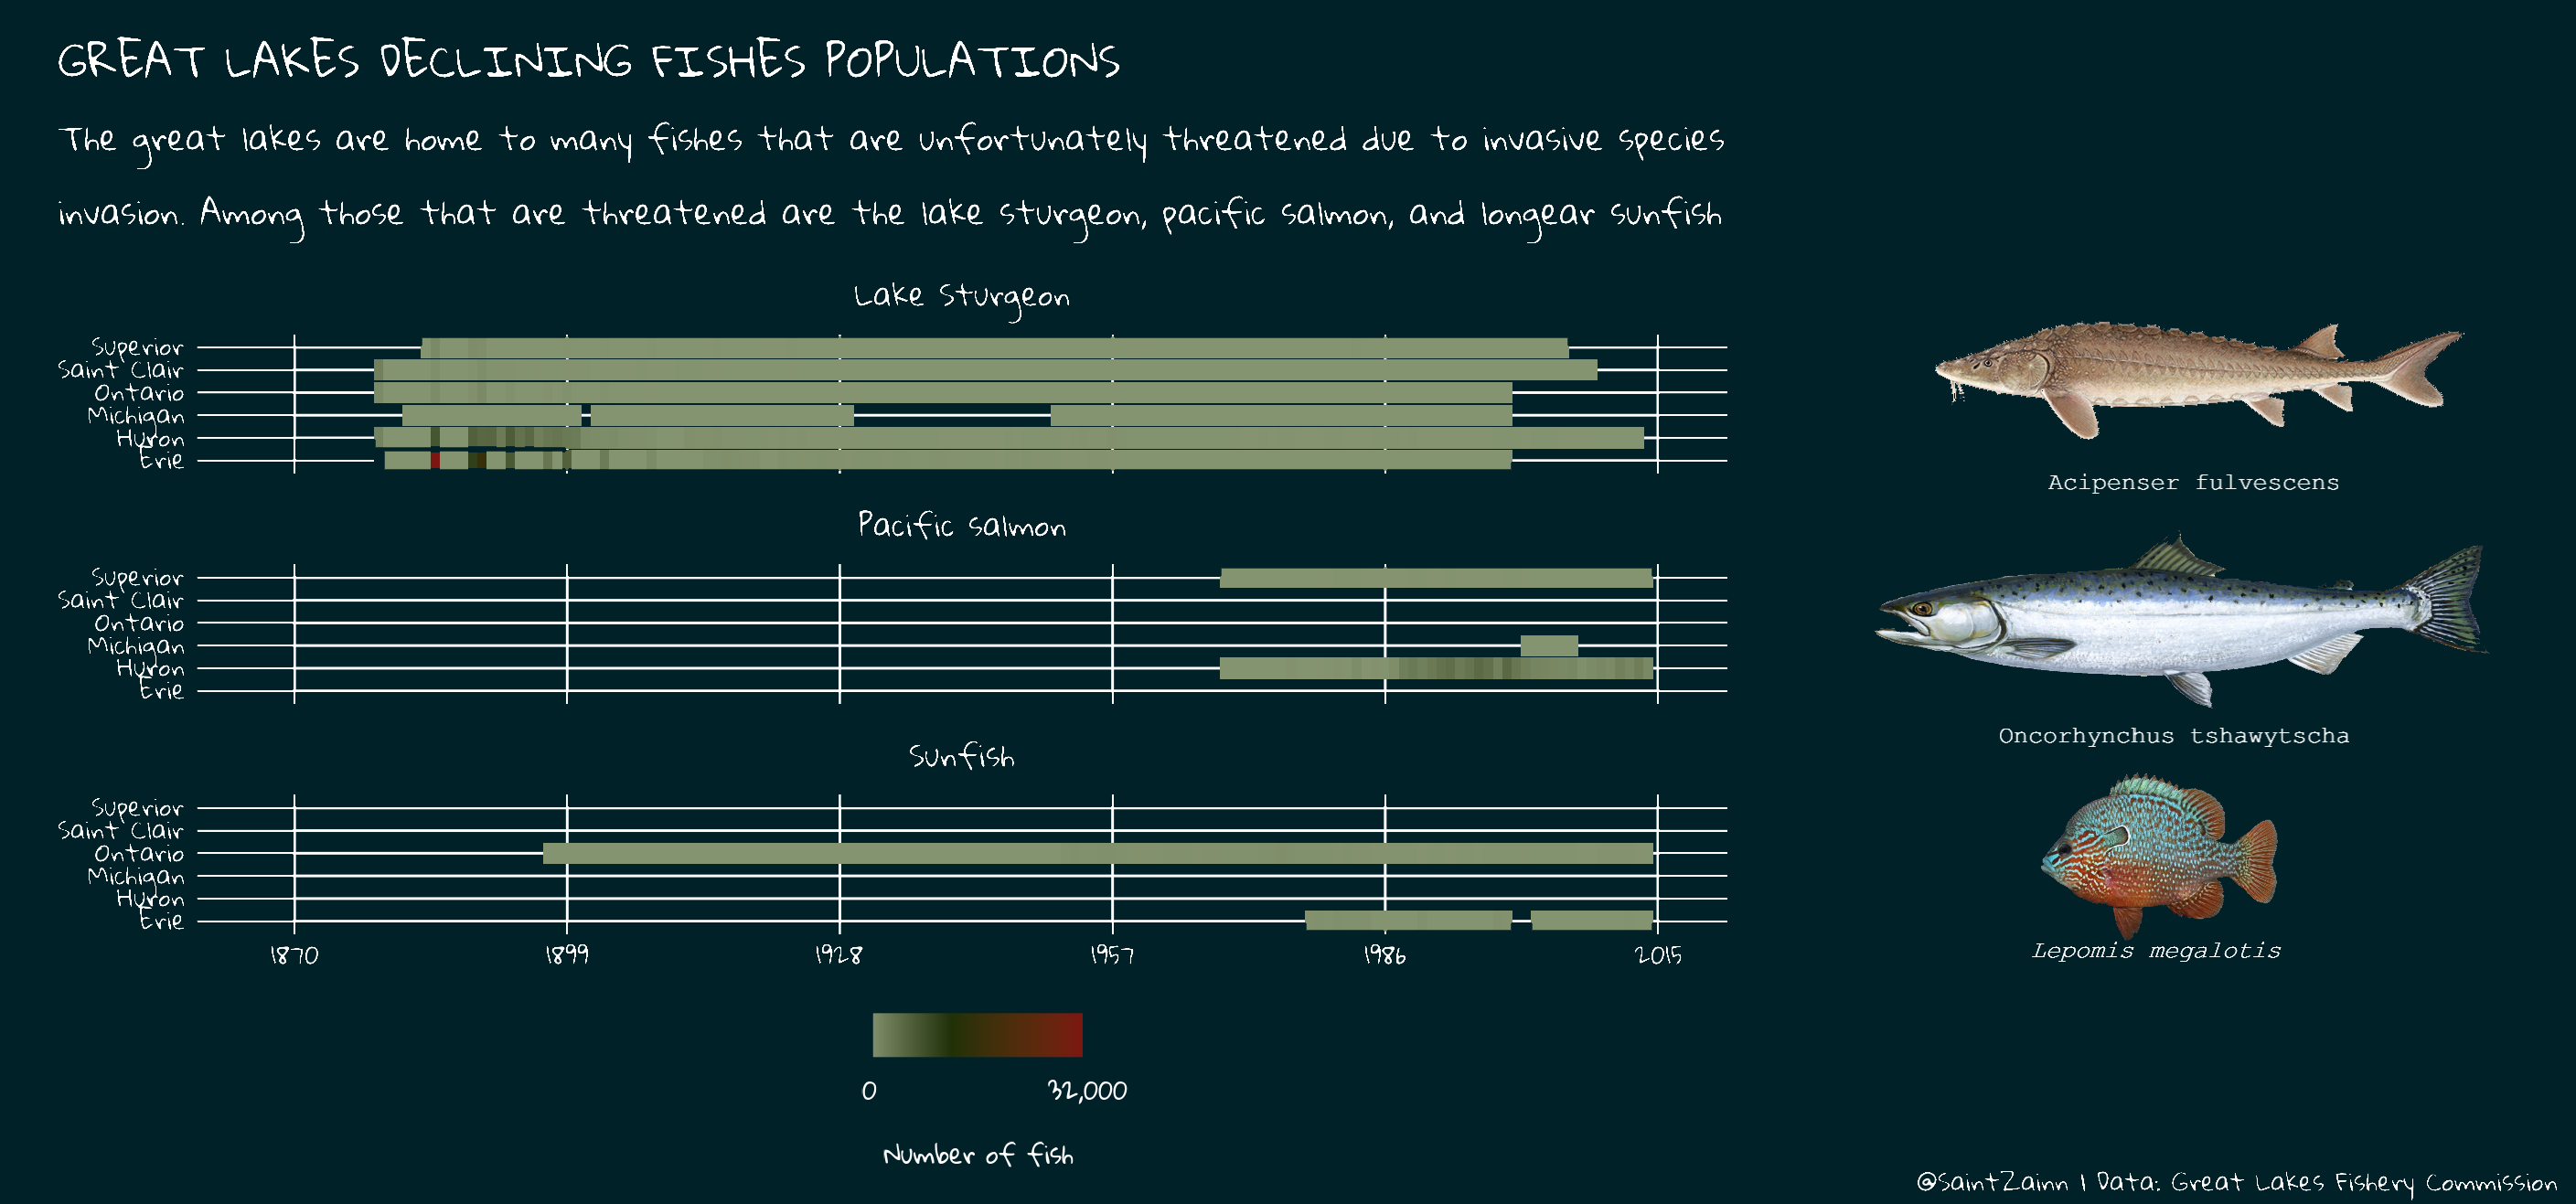 GREAT LAKES DECLINING FISHES POPULATIONS
The great lakes are home to many fishes that are unfortunately threatened due to invasive species
invasion. Among those that are threatened are the lake sturgeon, pacific salmon, and longear sunfish
Lake Sturgeon
Superior
Saint Clair
Ontario
Michigan
Huron
Erie
Acipenser fulvescens
Pacific salmon
Superior
Saint Clair
Ontario
Michigan
Huron
Erie
Oncorhynchus tshawytscha
Sunfish
Superior
Saint Clair
Ontario
Michigan
Huron
Erie
Lepomis megalotis
1870 1899 1928 1957 1986 2015
0 32,000
Number of fish
@SaintZainn | Data: Great Lakes Fishery Commission